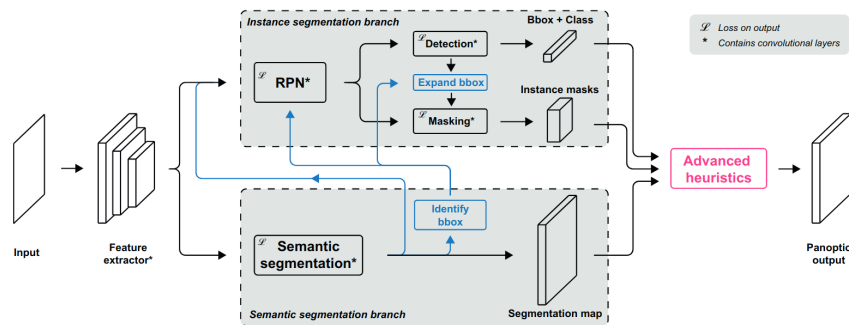 Instance segmentation branch
Bbox + Class
ℒ Loss on output
* Contains convolutional layers
ℒ Detection*
ℒ RPN*
Expand bbox
Instance masks
ℒ Masking*
Advanced
heuristics
Identify
bbox
ℒ Semantic
segmentation*
Input
Feature
extractor*
Panoptic
output
Segmentation map
Semantic segmentation branch